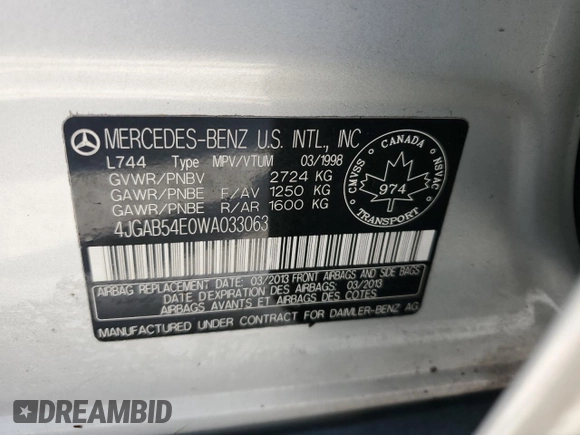 MERCEDES-BENZ U.S. INTL., INC
L744 Type MPV/VTUM 03/1998
GVWR/PNBV 2724 KG
GAWR/PNBE F/AV 1250 KG
GAWR/PNBE R/AR 1600 KG
4JGAB54E0WA033063
CANADA
CMVSS
NSVAC
974
TRANSPORT
AIRBAG REPLACEMENT DATE: 03/2013 FRONT AIRBAGS AND SIDE BAGS
DATE D'EXPIRATION DES AIRBAGS: 03/2013
AIRBAGS AVANTS ET AIRBAGS DES COTES
MANUFACTURED UNDER CONTRACT FOR DAIMLER-BENZ AG
DREAMBID